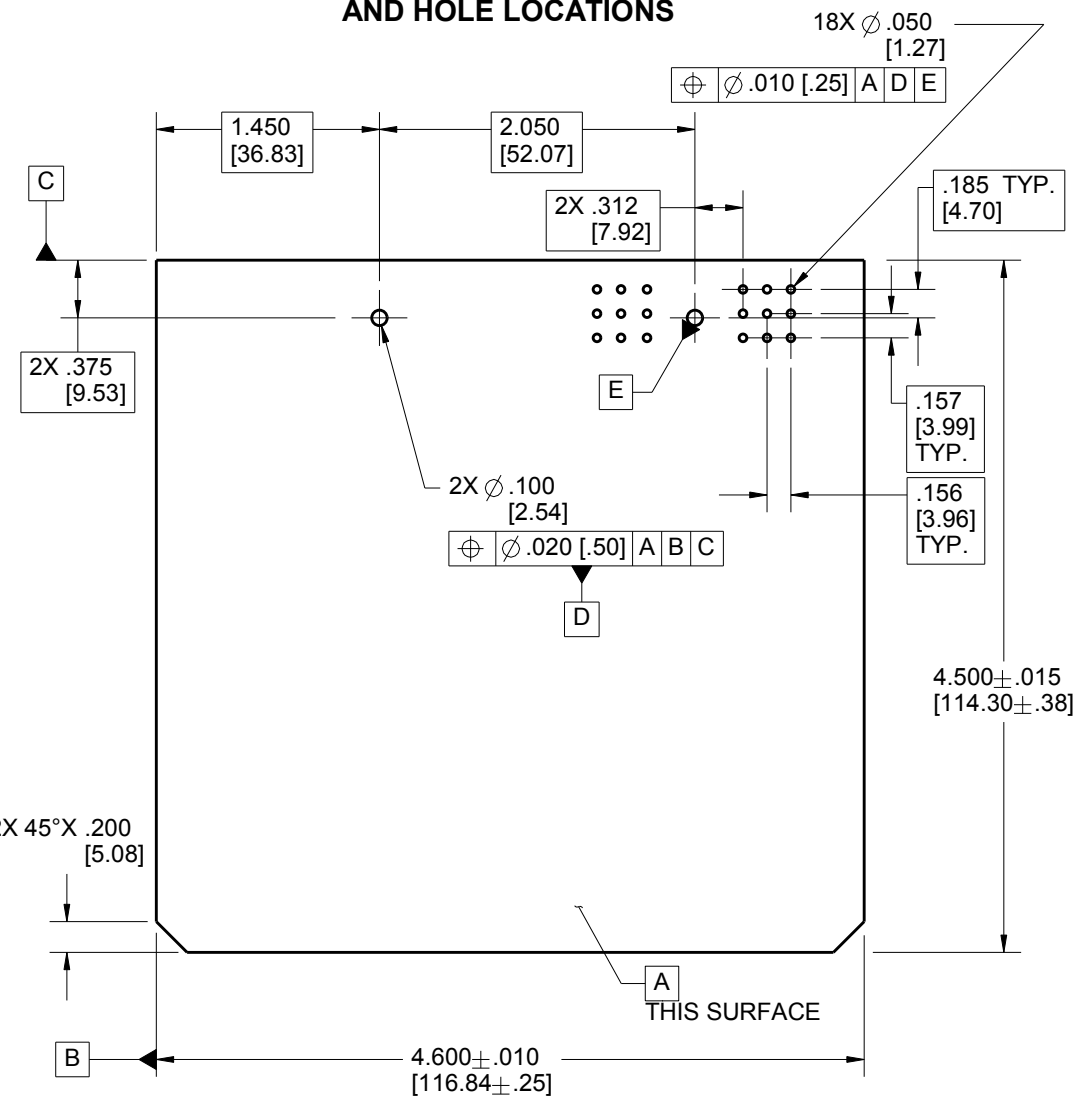 AND HOLE LOCATIONS
18X ∅ .050
[1.27]
⌖ ∅ .010 [.25] A D E
1.450
[36.83]
2.050
[52.07]
C
2X .312
[7.92]
.185 TYP.
[4.70]
2X .375
[9.53]
E
.157
[3.99]
TYP.
2X ∅ .100
[2.54]
.156
[3.96]
TYP.
⌖ ∅ .020 [.50] A B C
D
4.500±.015
[114.30±.38]
2X 45°X .200
[5.08]
A
THIS SURFACE
B
4.600±.010
[116.84±.25]